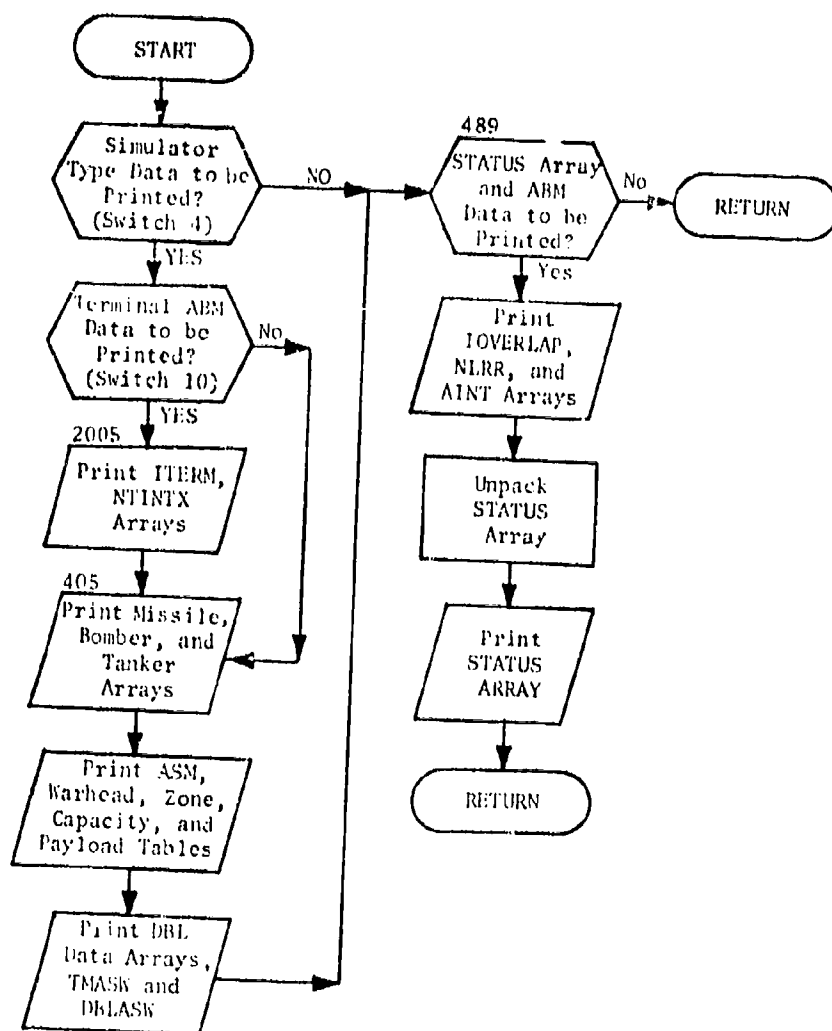 START
Simulator
Type Data to be
Printed?
(Switch 4)
NO
YES
Terminal ABM
Data to be
Printed?
(Switch 10)
No
YES
2005
Print ITERM,
NTINTX
Arrays
405
Print Missile,
Bomber, and
Tanker
Arrays
Print ASM,
Warhead, Zone,
Capacity, and
Payload Tables
Print DBL
Data Arrays,
TMASW and
DBLASW
489
STATUS Array
and ABM
Data to be
Printed?
No
RETURN
Yes
Print
IOVERLAP,
NLRR, and
AINT Arrays
Unpack
STATUS
Array
Print
STATUS
ARRAY
RETURN